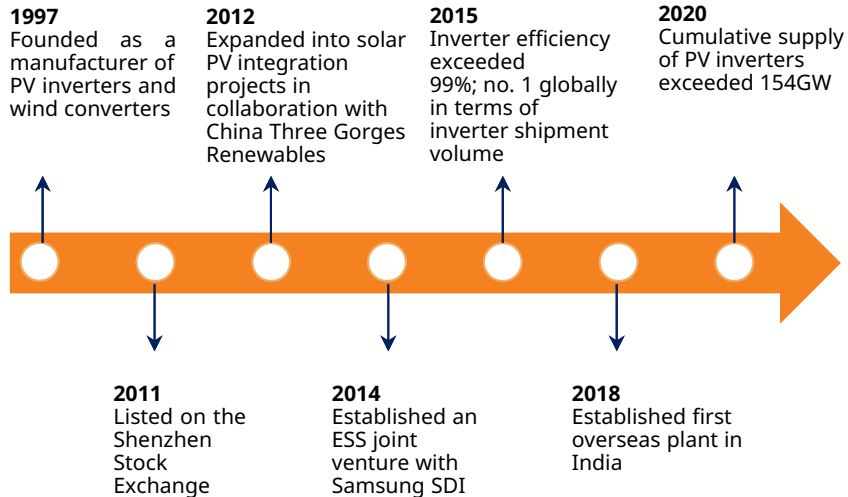 1997
Founded as a
manufacturer of
PV inverters and
wind converters
2012
Expanded into solar
PV integration
projects in
collaboration with
China Three Gorges
Renewables
2015
Inverter efficiency
exceeded
99%; no. 1 globally
in terms of
inverter shipment
volume
2020
Cumulative supply
of PV inverters
exceeded 154GW
2011
Listed on the
Shenzhen
Stock
Exchange
2014
Established an
ESS joint
venture with
Samsung SDI
2018
Established first
overseas plant in
India